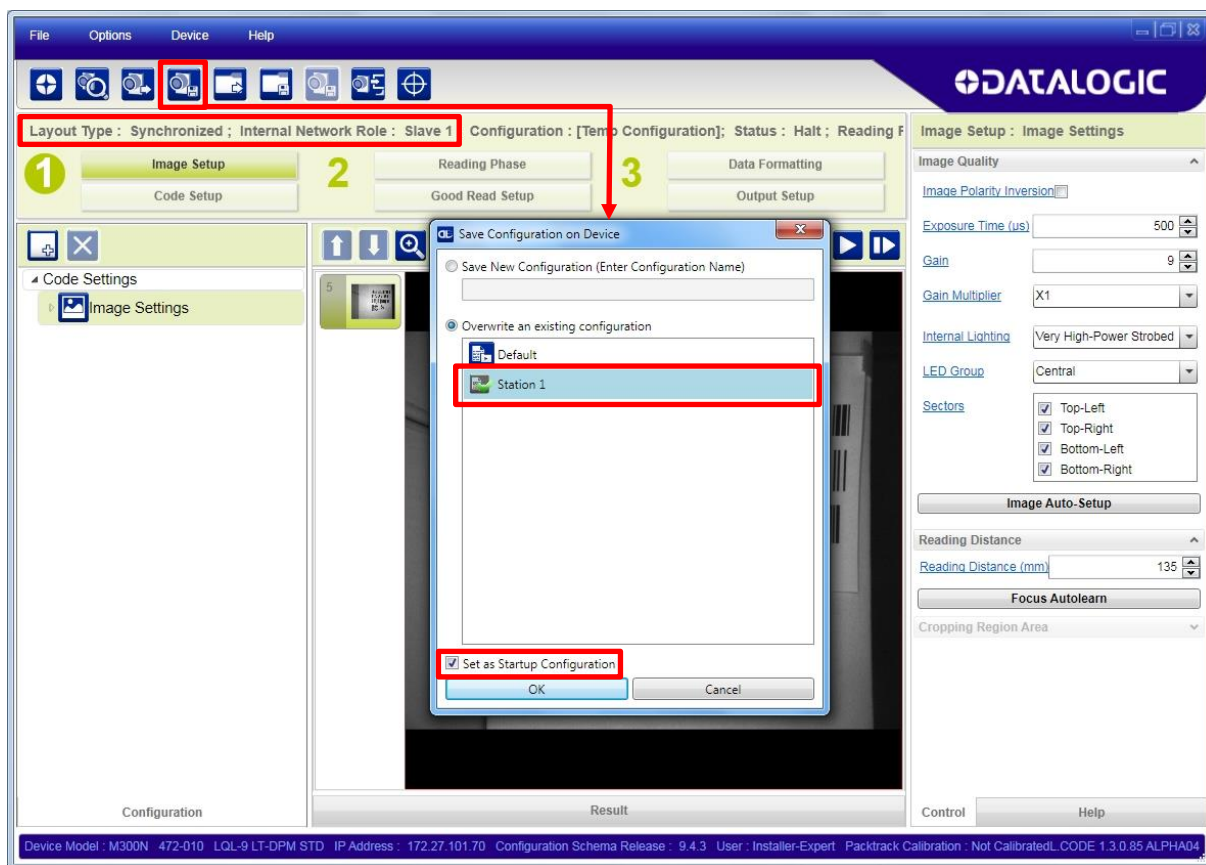 File Options Device Help
DATALOGIC
Layout Type : Synchronized ; Internal Network Role : Slave 1 Configuration : [Temp Configuration]; Status : Halt ; Reading F
Image Setup : Image Settings
1 Image Setup 2 Reading Phase 3 Data Formatting
Code Setup Good Read Setup Output Setup
Image Quality
Image Polarity Inversion
Exposure Time (us) 500
Gain 9
Gain Multiplier X1
Internal Lighting Very High-Power Strobed
LED Group Central
Sectors Top-Left
Top-Right
Bottom-Left
Bottom-Right
Image Auto-Setup
Reading Distance
Reading Distance (mm) 135
Focus Autolearn
Cropping Region Area
Code Settings
Image Settings
5
Save Configuration on Device
Save New Configuration (Enter Configuration Name)
Overwrite an existing configuration
Default
Station 1
Set as Startup Configuration
OK Cancel
Configuration Result Control Help
Device Model : M300N 472-010 LQL-9 LT-DPM STD IP Address : 172.27.101.70 Configuration Schema Release : 9.4.3 User : Installer-Expert Packtrack Calibration : Not CalibratedL.CODE 1.3.0.85 ALPHA04